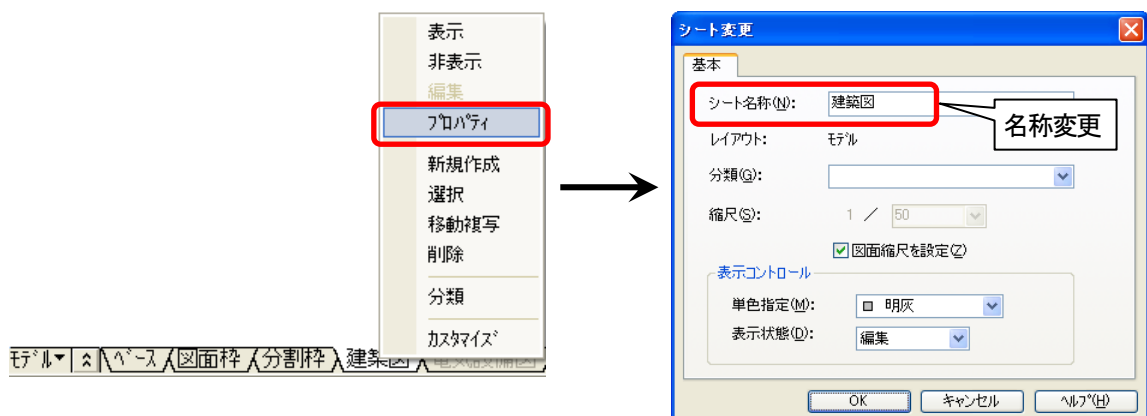 表示
非表示
編集
ﾌﾟﾛﾊﾟﾃｨ
新規作成
選択
移動複写
削除
分類
ｶｽﾀﾏｲｽﾞ
ﾓﾃﾞﾙ▼ ﾍﾞｰｽ 図面枠 分割枠 建築図 電気設備図
シート変更
基本
シート名称(N): 建築図
名称変更
レイアウト: ﾓﾃﾞﾙ
分類(G):
縮尺(S): 1 ／ 50
図面縮尺を設定(Z)
表示コントロール
単色指定(M): 明灰
表示状態(D): 編集
OK キャンセル ﾍﾙﾌﾟ(H)